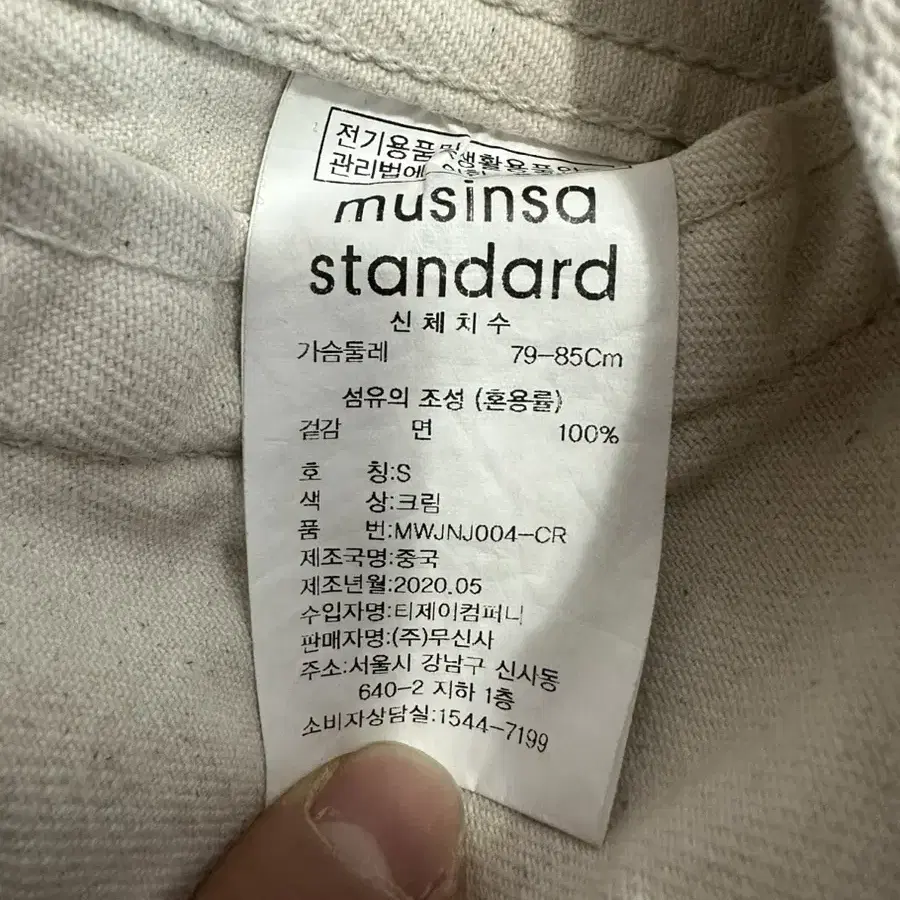 전기용품및 생활용품안
관리법에
musinsa
standard
신체치수
가슴둘레 79-85Cm
섬유의 조성 (혼용률)
겉감 면 100%
호 칭:S
색 상:크림
품 번:MWJNJ004-CR
제조국명:중국
제조년월:2020.05
수입자명:티제이컴퍼니
판매자명:(주)무신사
주소:서울시 강남구 신사동
640-2 지하 1층
소비자상담실:1544-7199